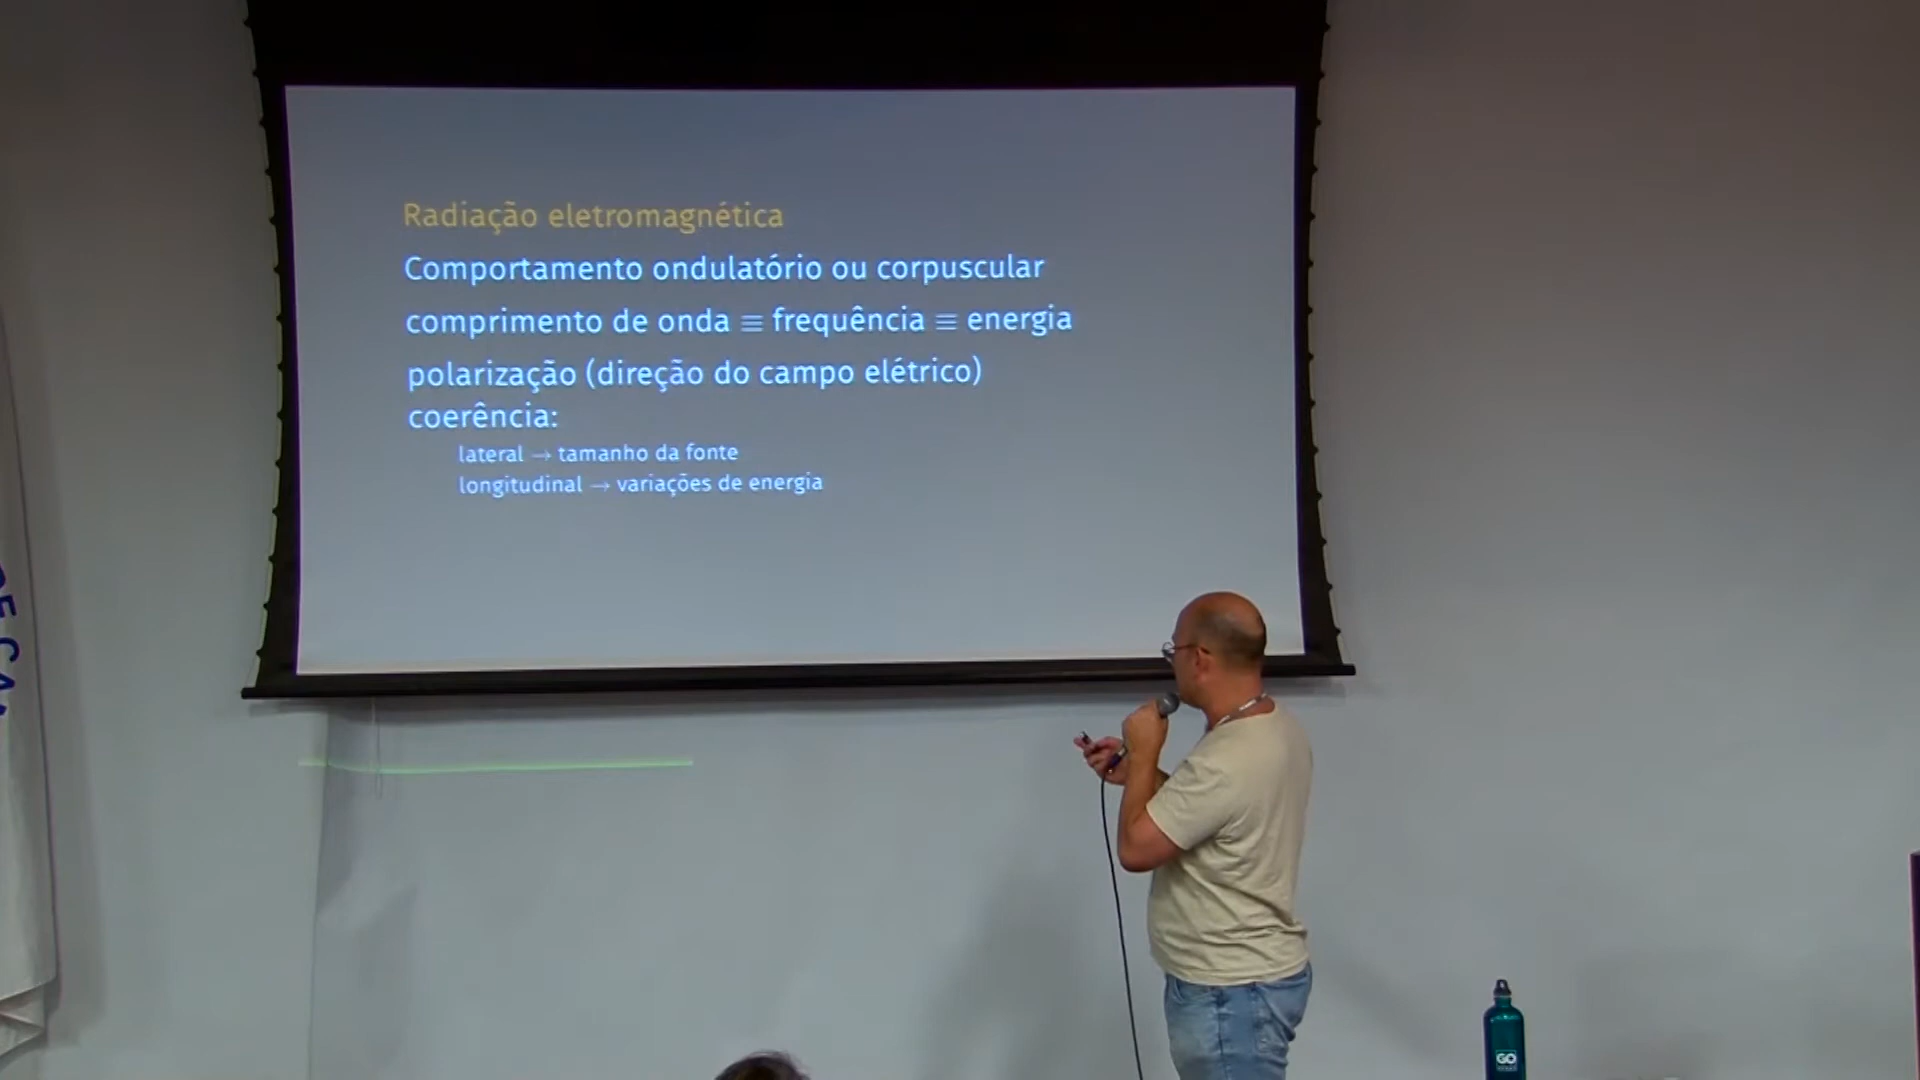 Radiação eletromagnética
Comportamento ondulatório ou corpuscular
comprimento de onda ≡ frequência ≡ energia
polarização (direção do campo elétrico)
coerência:
lateral → tamanho da fonte
longitudinal → variações de energia
GO